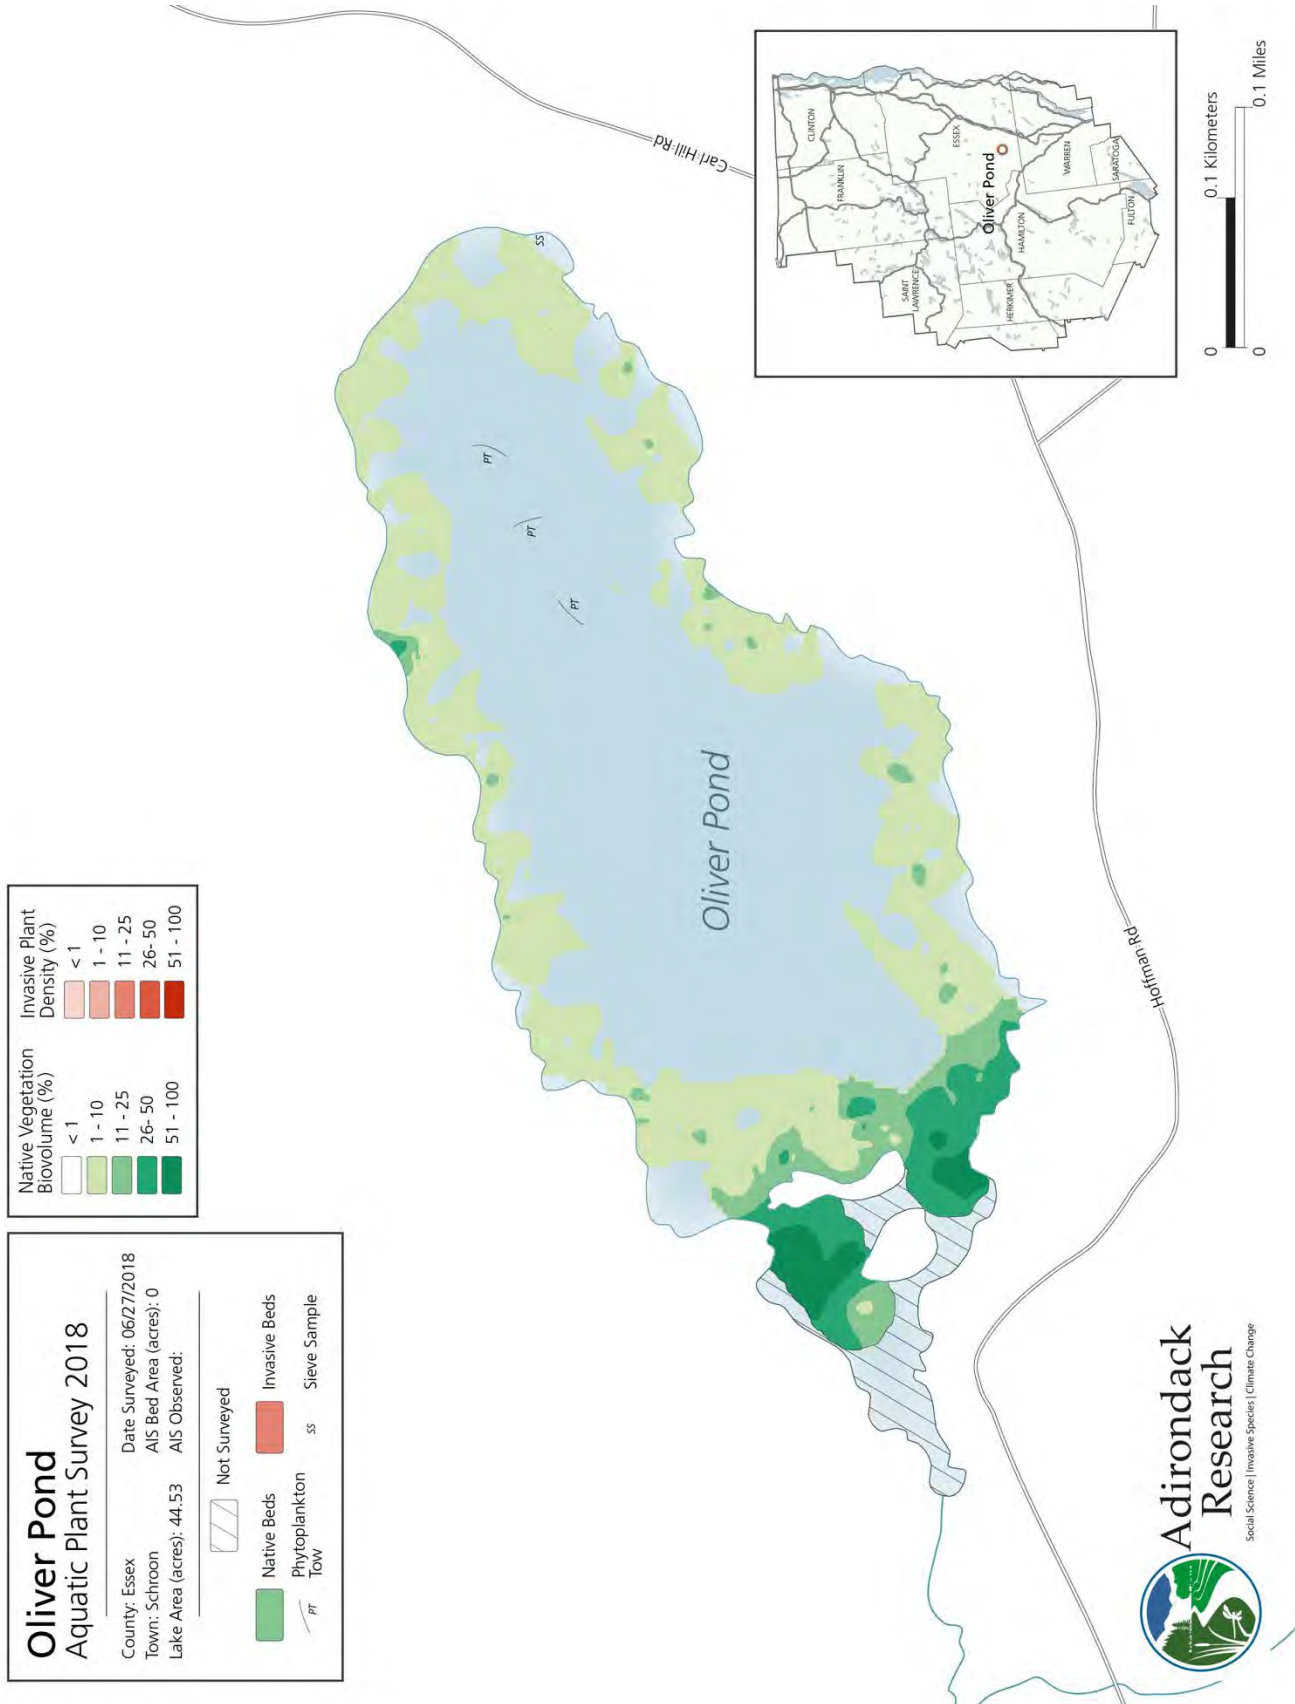 Oliver Pond
Aquatic Plant Survey 2018
County: Essex
Date Surveyed: 06/27/2018
Town: Schroon
AIS Bed Area (acres): 0
Lake Area (acres): 44.53
AIS Observed:
Not Surveyed
Native Beds
Invasive Beds
PT
Phytoplankton
Tow
ss
Sieve Sample
Native Vegetation
Biovolume (%)
< 1
1 - 10
11 - 25
26- 50
51 - 100
Invasive Plant
Density (%)
< 1
1 - 10
11 - 25
26- 50
51 - 100
Carl Hill Rd
SS
PT
PT
PT
Oliver Pond
Hoffman Rd
CLINTON
FRANKLIN
ESSEX
SAINT
LAWRENCE
Oliver Pond
HAMILTON
HERKIMER
WARREN
SARATOGA
FULTON
0
0.1 Kilometers
0
0.1 Miles
Adirondack
Research
Social Science | Invasive Species | Climate Change